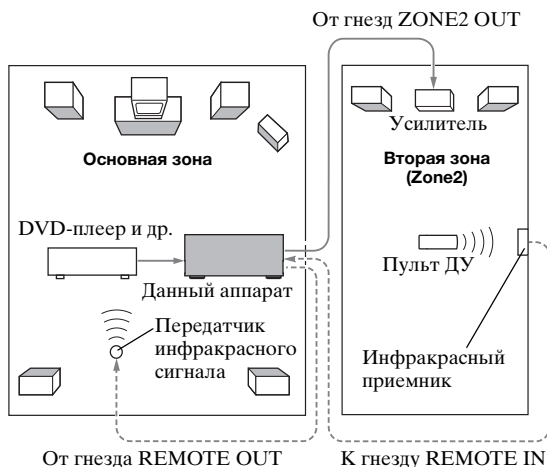 От гнезд ZONE2 OUT
Усилитель
Основная зона
Вторая зона
(Zone2)
DVD-плеер и др.
Данный аппарат
Пульт ДУ
Передатчик
инфракрасного
сигнала
Инфракрасный
приемник
От гнезда REMOTE OUT
К гнезду REMOTE IN